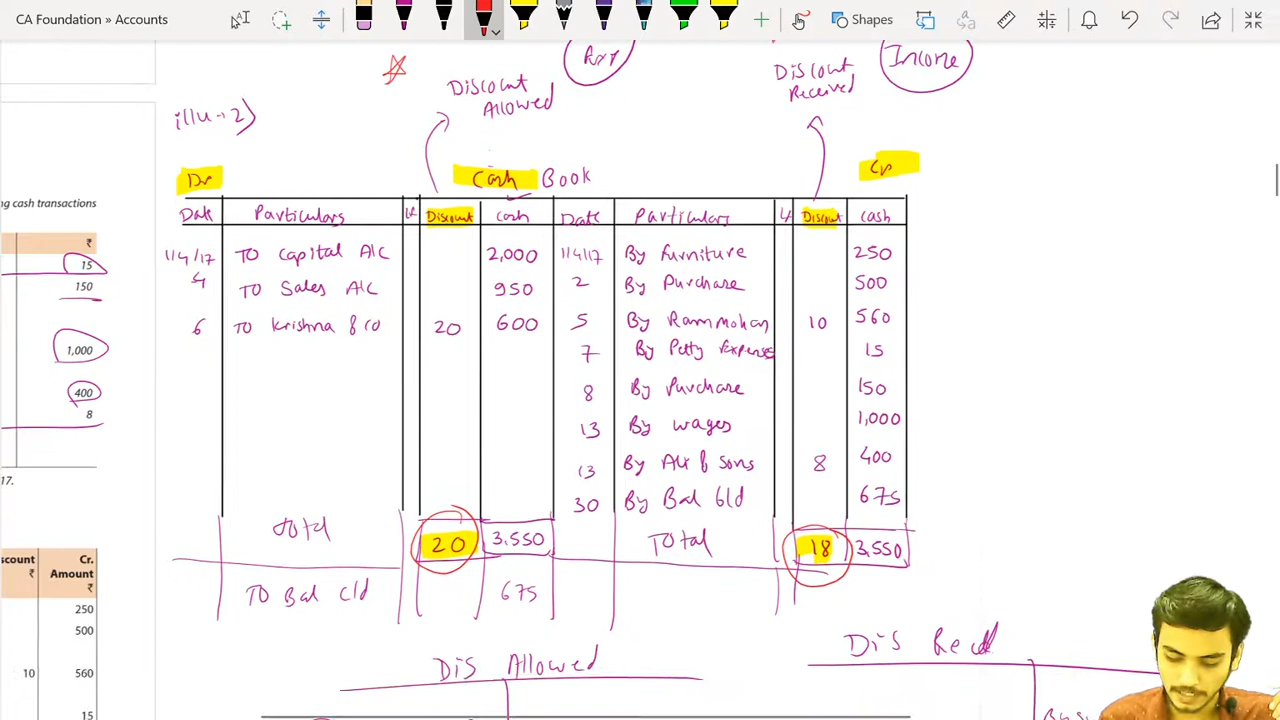 CA Foundation » Accounts
Shapes
Income
Discount Allowed
Discount Received
illu-2)
Dr
Cash Book
Cr
Date Particulars Discount cash Date Particulars Discount cash
1/4/17 TO Capital A/C 2,000 1/4/17 By furniture 250
4 TO Sales A/C 950 2 By Purchase 500
6 TO Krishna & co 20 600 5 By Rammohan 10 560
7 By Petty Expenses 15
8 By Purchase 150
13 By wages 1,000
13 By Ali & Sons 8 400
30 By Bal b/d 675
Total 20 3,550 Total 18 3,550
TO Bal c/d 675
Dis Allowed
Dis Recd
ng cash transactions
₹
15
150
1,000
400
8
17.
scount
₹
Cr.
Amount
₹
250
500
10 560
15